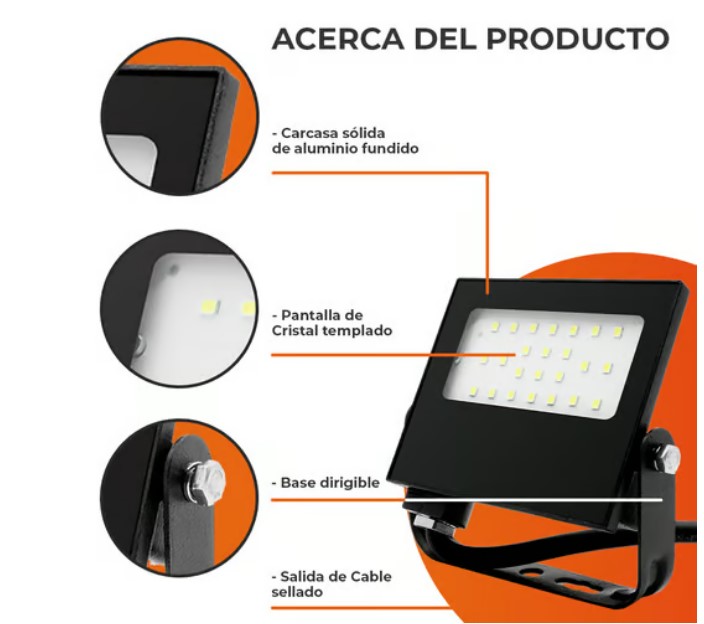 ACERCA DEL PRODUCTO
- Carcasa sólida
de aluminio fundido
- Pantalla de
Cristal templado
- Base dirigible
- Salida de Cable
sellado